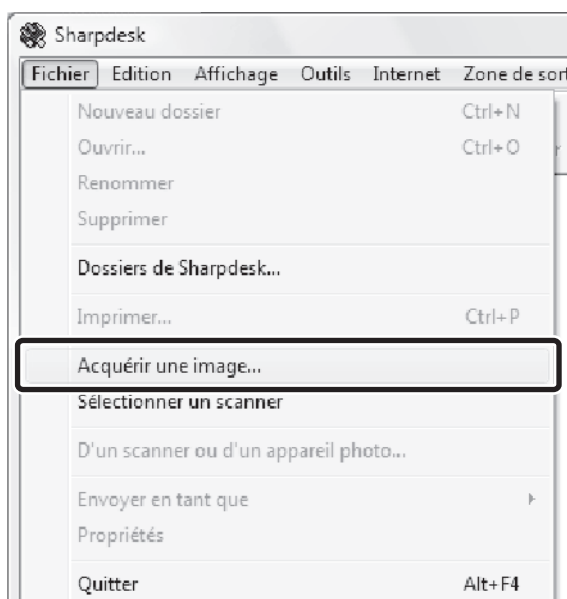 Sharpdesk
Fichier Edition Affichage Outils Internet Zone de sort
Nouveau dossier Ctrl+N
Ouvrir... Ctrl+O
Renommer
Supprimer
Dossiers de Sharpdesk...
Imprimer... Ctrl+P
Acquérir une image...
Sélectionner un scanner
D'un scanner ou d'un appareil photo...
Envoyer en tant que
Propriétés
Quitter Alt+F4